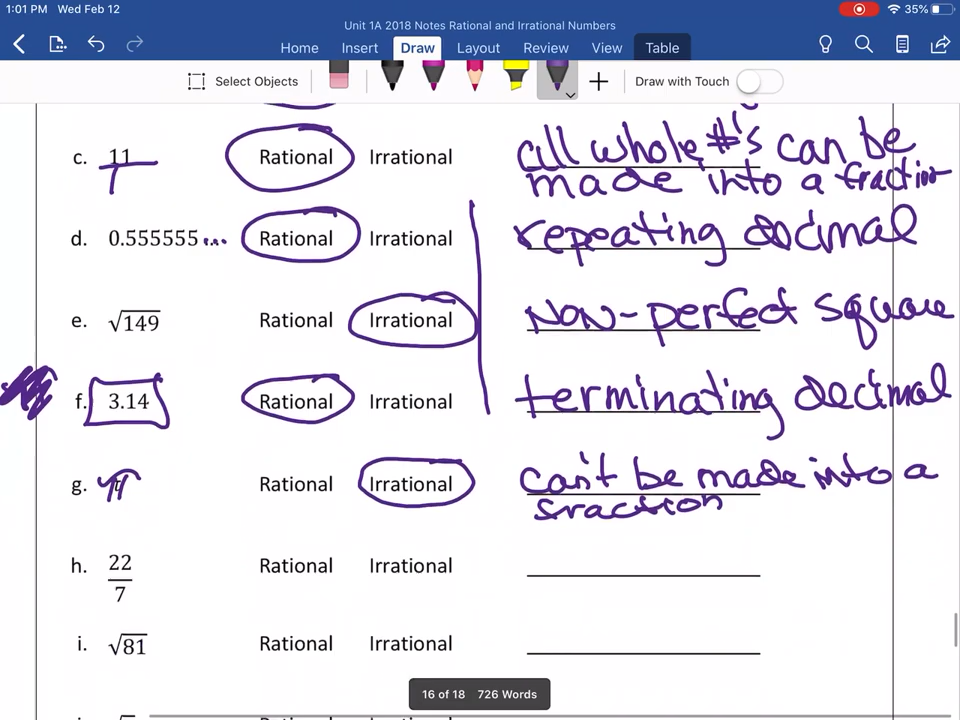 1:01 PM Wed Feb 12
35%
Unit 1A 2018 Notes Rational and Irrational Numbers
Home Insert Draw Layout Review View Table
Select Objects
Draw with Touch
c. 11 Rational Irrational all whole #'s can be
1 made into a fraction
d. 0.555555... Rational Irrational repeating decimal
e. √149 Rational Irrational Non-perfect square
f. 3.14 Rational Irrational terminating decimal
g. π Rational Irrational can't be made into a
fraction
h. 22/7 Rational Irrational
i. √81 Rational Irrational
16 of 18 726 Words